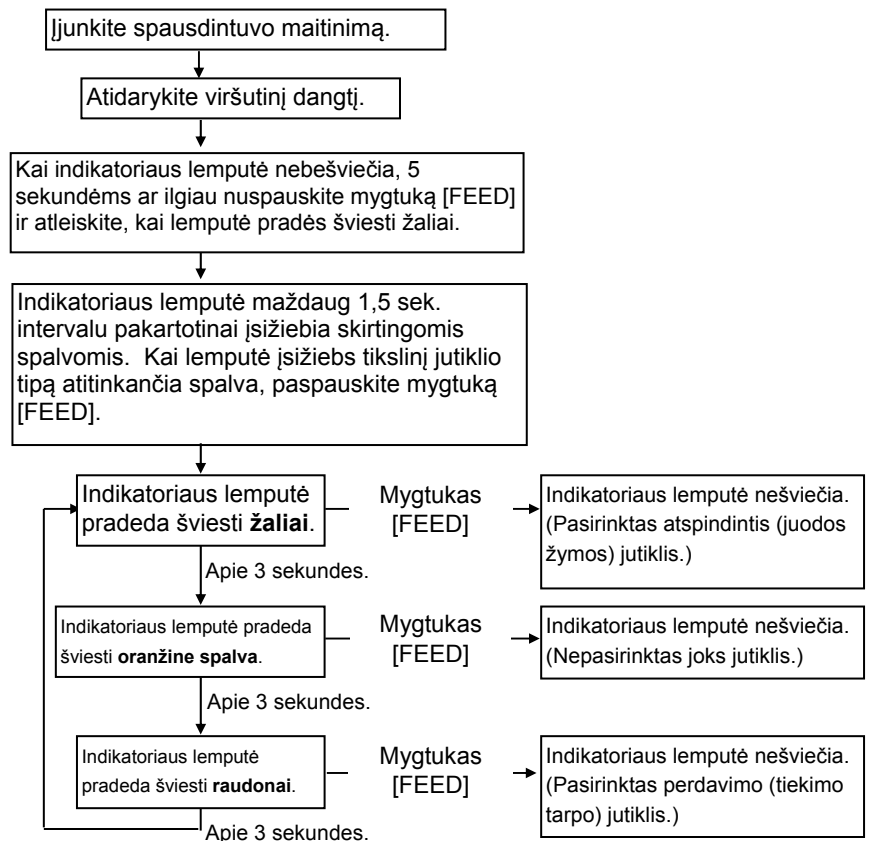 Įjunkite spausdintuvo maitinimą.
Atidarykite viršutinį dangtį.
Kai indikatoriaus lemputė nebešviečia, 5
sekundėms ar ilgiau nuspauskite mygtuką [FEED]
ir atleiskite, kai lemputė pradės šviesti žaliai.
Indikatoriaus lemputė maždaug 1,5 sek.
intervalu pakartotinai įsižiebia skirtingomis
spalvomis. Kai lemputė įsižiebs tikslinį jutiklio
tipą atitinkančia spalva, paspauskite mygtuką
[FEED].
Indikatoriaus lemputė
pradeda šviesti žaliai.
Mygtukas
[FEED]
Indikatoriaus lemputė nešviečia.
(Pasirinktas atspindintis (juodos
žymos) jutiklis.)
Apie 3 sekundes.
Indikatoriaus lemputė pradeda
šviesti oranžine spalva.
Mygtukas
[FEED]
Indikatoriaus lemputė nešviečia.
(Nepasirinktas joks jutiklis.)
Apie 3 sekundes.
Indikatoriaus lemputė
pradeda šviesti raudonai.
Mygtukas
[FEED]
Indikatoriaus lemputė nešviečia.
(Pasirinktas perdavimo (tiekimo
tarpo) jutiklis.)
Apie 3 sekundes.